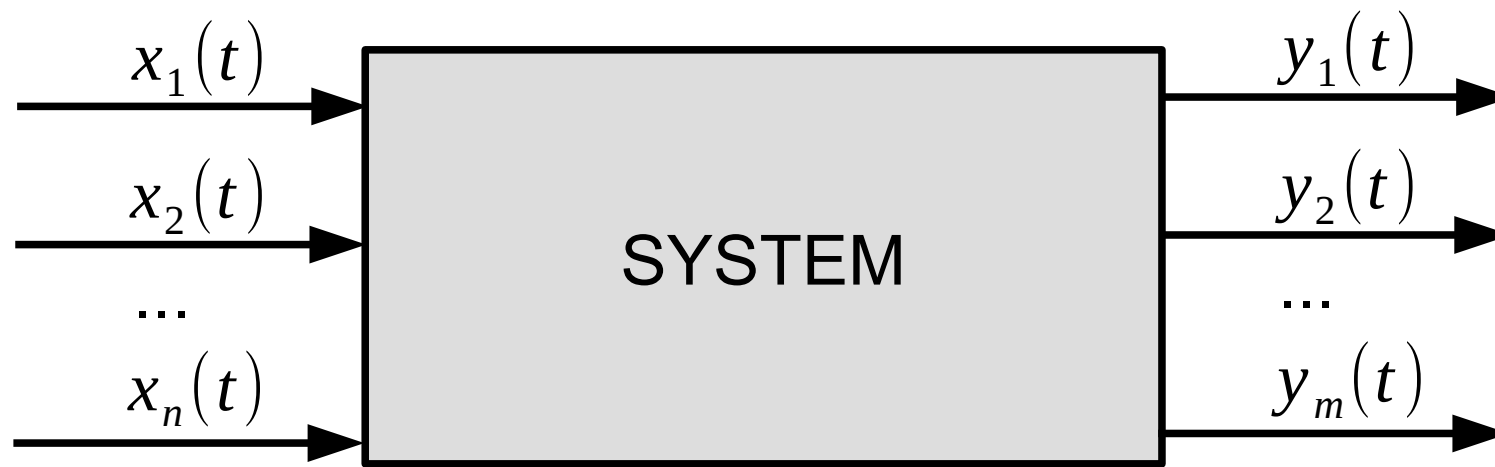 x₁(t)
x₂(t)
...
xₙ(t)
SYSTEM
y₁(t)
y₂(t)
...
yₘ(t)